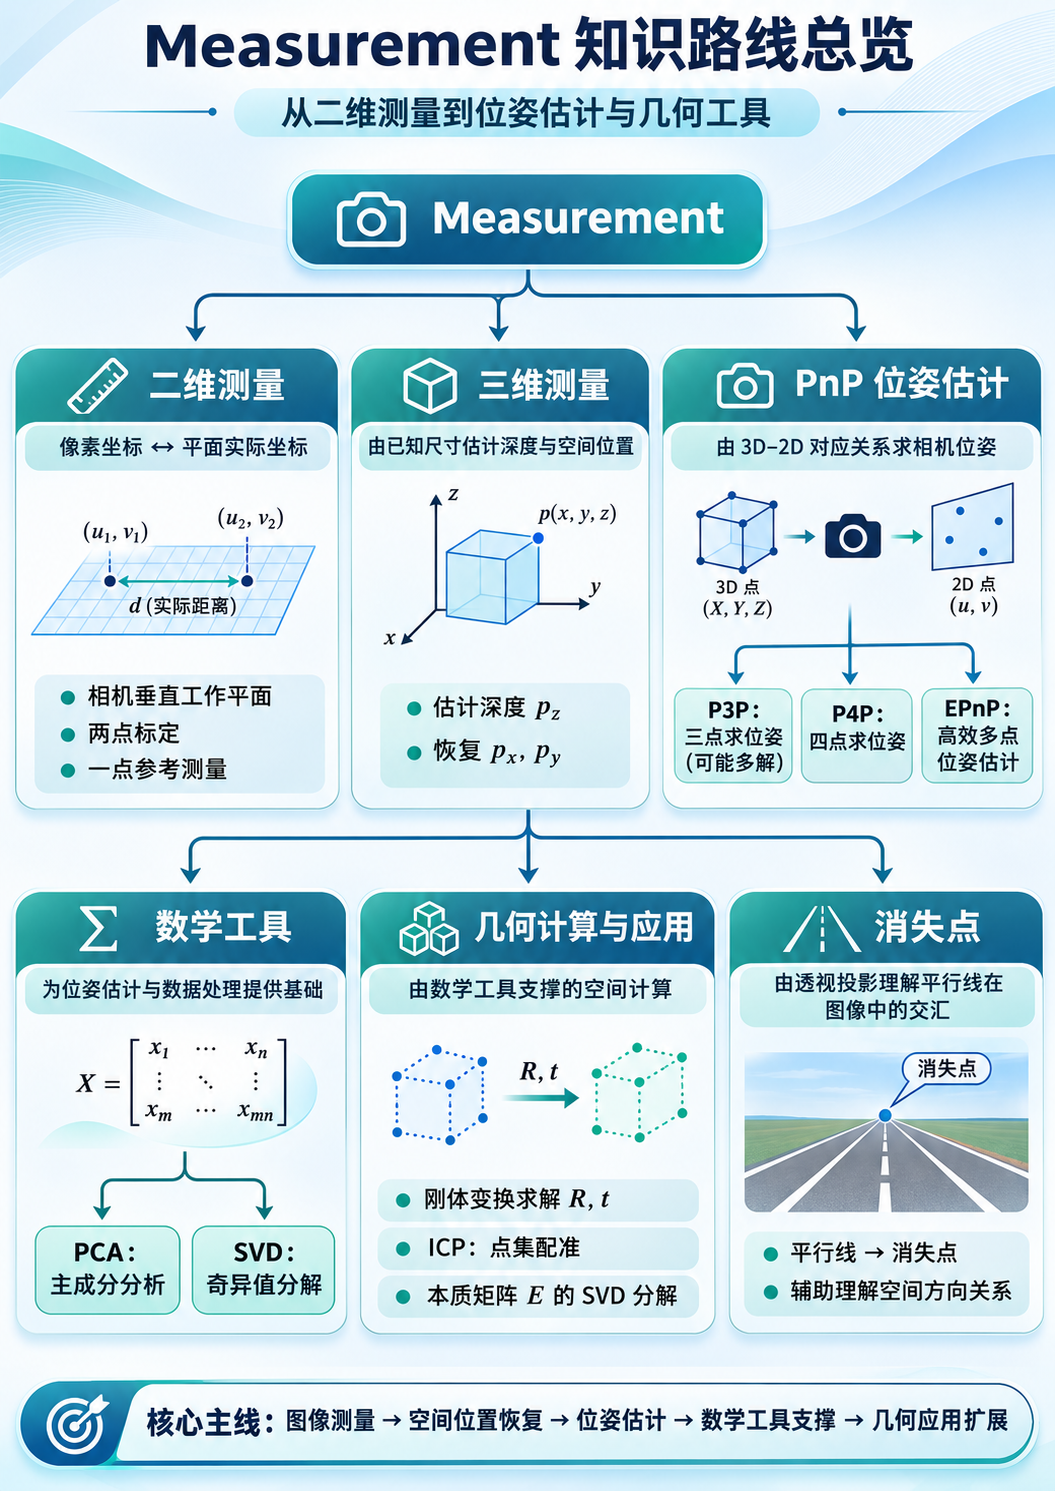 Measurement 知识路线总览
从二维测量到位姿估计与几何工具
Measurement
二维测量
像素坐标 ↔ 平面实际坐标
(u₁, v₁)
(u₂, v₂)
d (实际距离)
相机垂直工作平面
两点标定
一点参考测量
三维测量
由已知尺寸估计深度与空间位置
z
p(x, y, z)
y
x
估计深度 p_z
恢复 p_x, p_y
PnP 位姿估计
由 3D–2D 对应关系求相机位姿
3D 点
(X, Y, Z)
2D 点
(u, v)
P3P：
三点求位姿
（可能多解）
P4P：
四点求位姿
EPnP：
高效多点
位姿估计
数学工具
为位姿估计与数据处理提供基础
X =
x₁ ⋯ xₙ
⋮ ⋱ ⋮
xₘ ⋯ xₘₙ
PCA：
主成分分析
SVD：
奇异值分解
几何计算与应用
由数学工具支撑的空间计算
R, t
刚体变换求解 R, t
ICP：点集配准
本质矩阵 E 的 SVD 分解
消失点
由透视投影理解平行线在
图像中的交汇
消失点
平行线 → 消失点
辅助理解空间方向关系
核心主线：图像测量 → 空间位置恢复 → 位姿估计 → 数学工具支撑 → 几何应用扩展